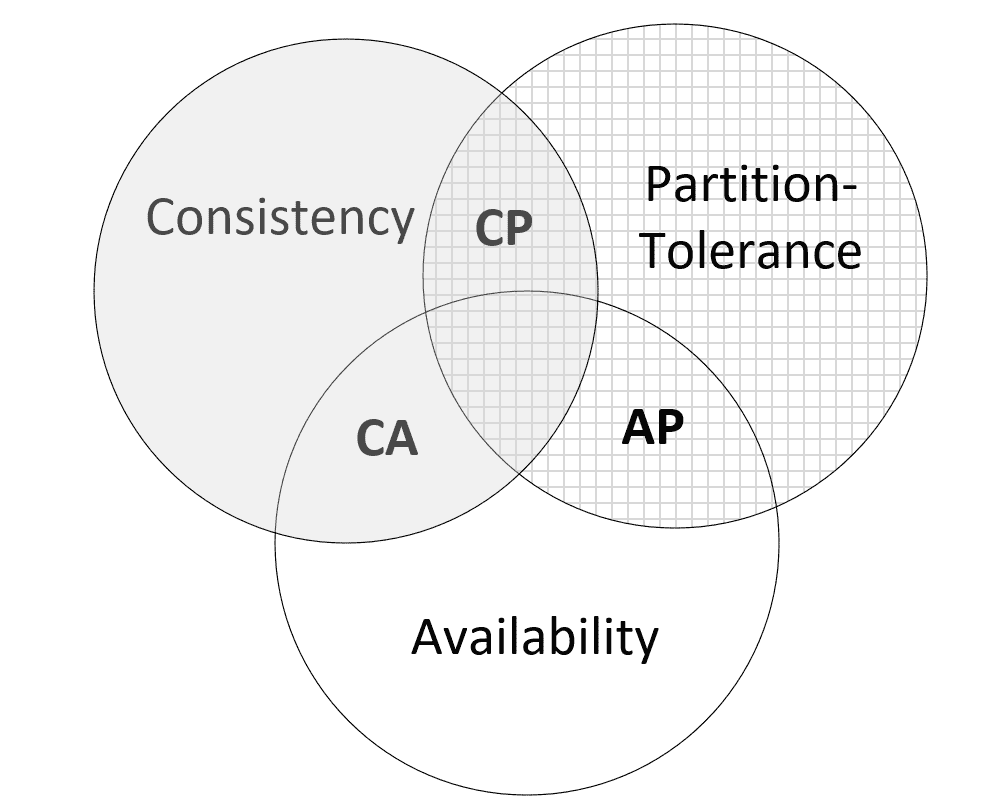 Consistency
CP
Partition-
Tolerance
CA
AP
Availability